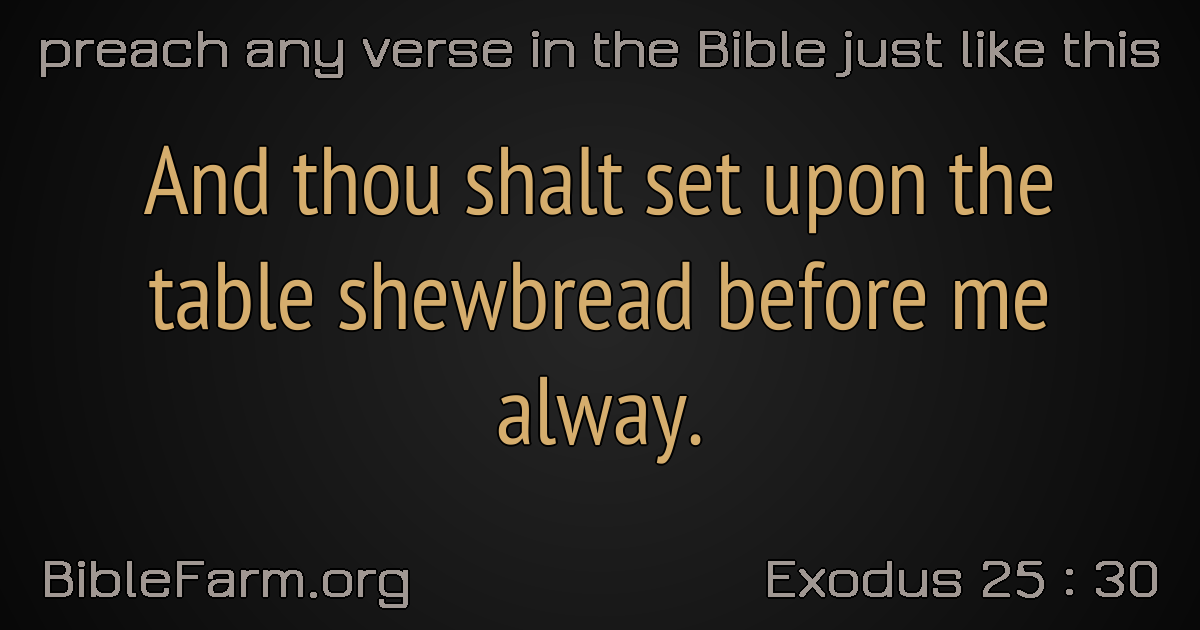 preach any verse in the Bible just like this
And thou shalt set upon the
table shewbread before me
alway.
BibleFarm.org
Exodus 25 : 30